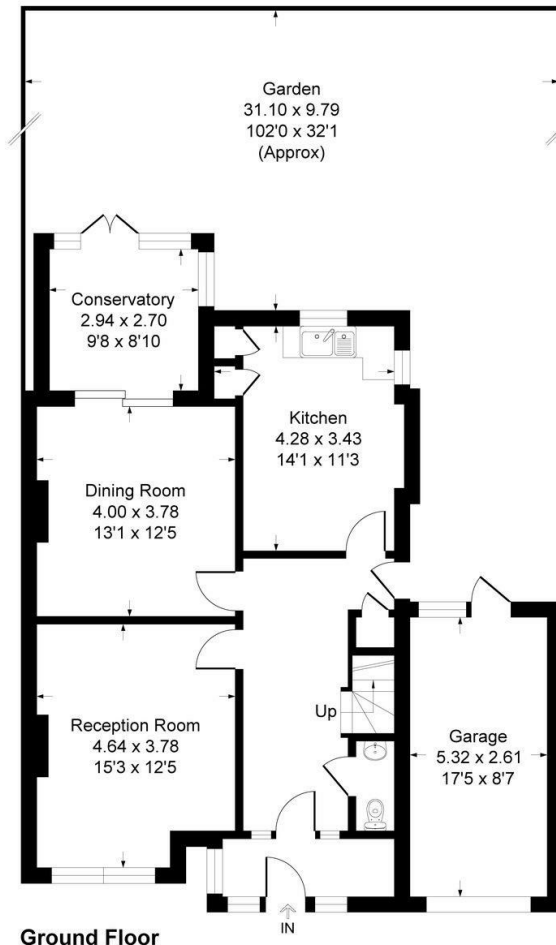 Garden
31.10 x 9.79
102'0 x 32'1
(Approx)
Conservatory
2.94 x 2.70
9'8 x 8'10
Kitchen
4.28 x 3.43
14'1 x 11'3
Dining Room
4.00 x 3.78
13'1 x 12'5
Reception Room
4.64 x 3.78
15'3 x 12'5
Up
Garage
5.32 x 2.61
17'5 x 8'7
IN
Ground Floor